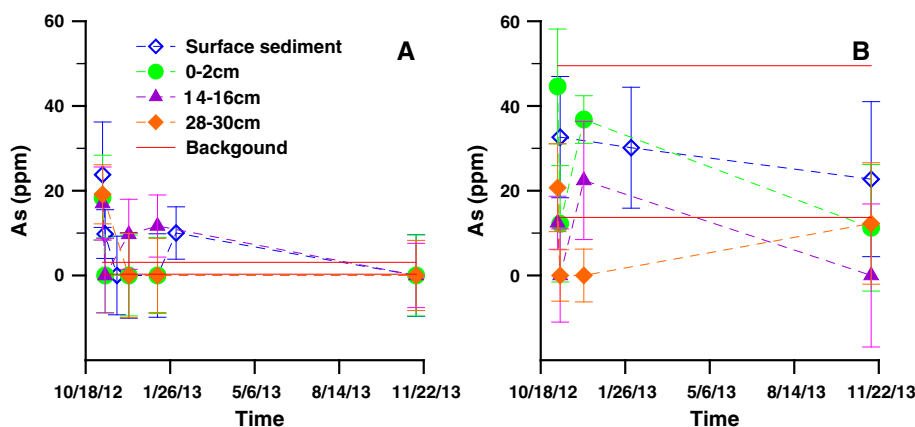 60
40
20
0
As (ppm)
A
Surface sediment
0-2cm
14-16cm
28-30cm
Backgound
10/18/12 1/26/13 5/6/13 8/14/13 11/22/13
Time
60
40
20
0
As (ppm)
B
10/18/12 1/26/13 5/6/13 8/14/13 11/22/13
Time